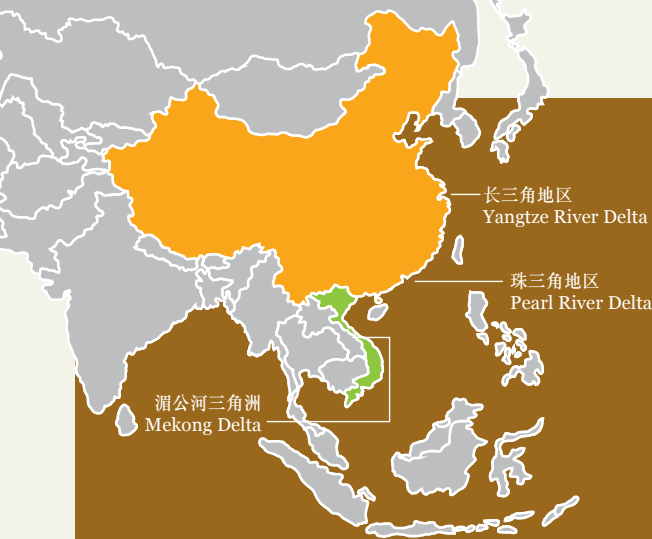 长三角地区
Yangtze River Delta
珠三角地区
Pearl River Delta
湄公河三角洲
Mekong Delta